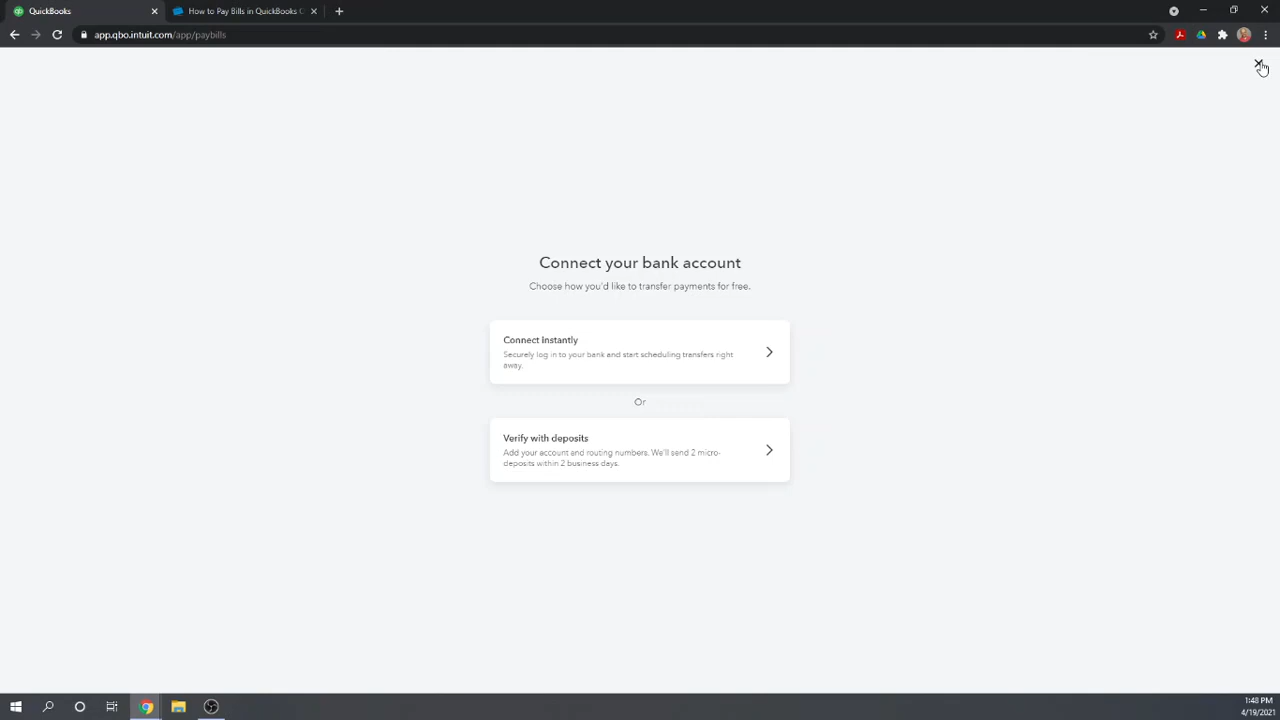 QuickBooks
How to Pay Bills in QuickBooks O
app.qbo.intuit.com/app/paybills
Connect your bank account
Choose how you'd like to transfer payments for free.
Connect instantly
Securely log in to your bank and start scheduling transfers right
away.
Or
Verify with deposits
Add your account and routing numbers. We'll send 2 micro-
deposits within 2 business days.
1:48 PM
4/19/2021